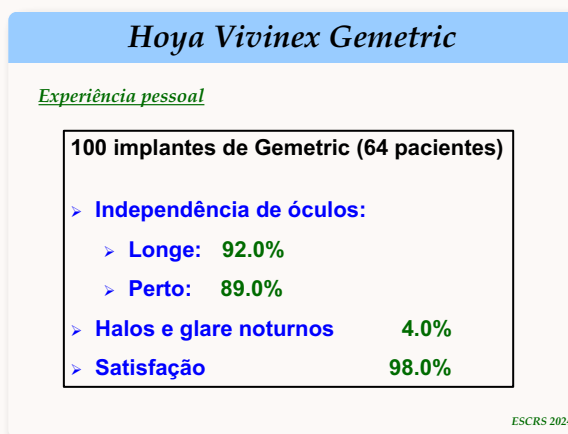 Hoya Vivinex Gemetric
Experiência pessoal
100 implantes de Gemetric (64 pacientes)
Independência de óculos:
Longe: 92.0%
Perto: 89.0%
Halos e glare noturnos 4.0%
Satisfação 98.0%
ESCRS 2024